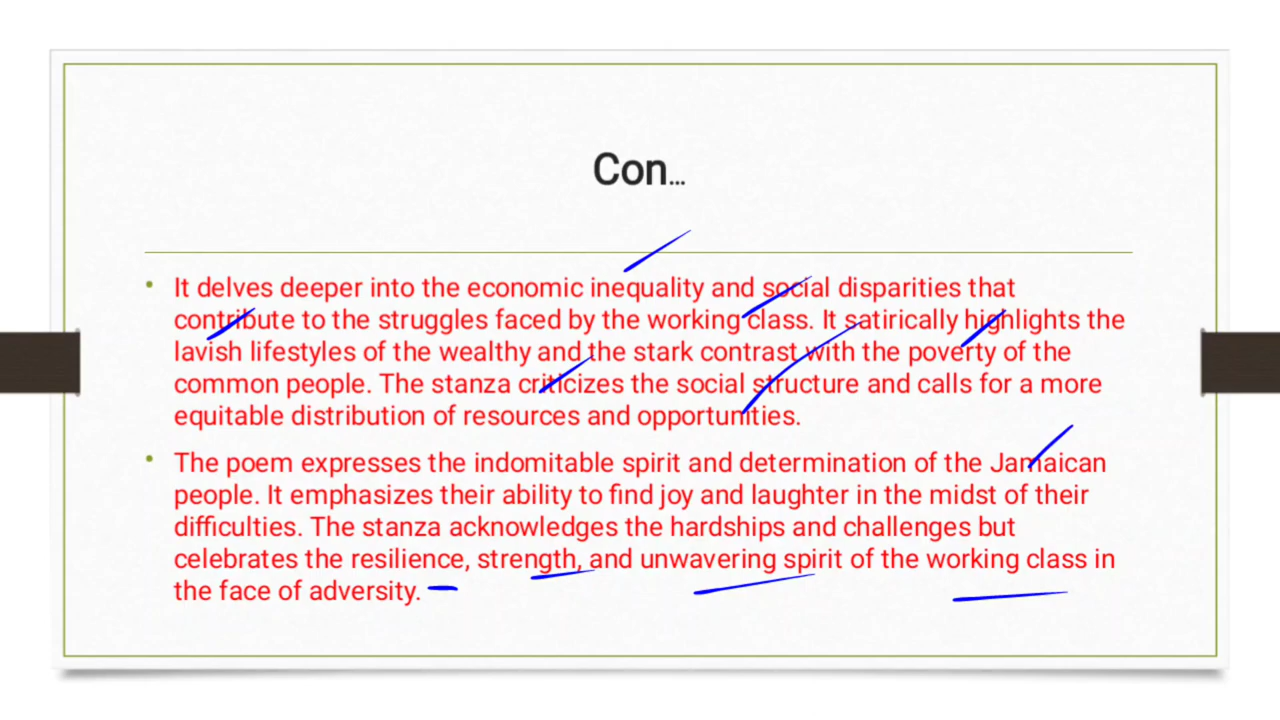 Con...
• It delves deeper into the economic inequality and social disparities that
contribute to the struggles faced by the working class. It satirically highlights the
lavish lifestyles of the wealthy and the stark contrast with the poverty of the
common people. The stanza criticizes the social structure and calls for a more
equitable distribution of resources and opportunities.
• The poem expresses the indomitable spirit and determination of the Jamaican
people. It emphasizes their ability to find joy and laughter in the midst of their
difficulties. The stanza acknowledges the hardships and challenges but
celebrates the resilience, strength, and unwavering spirit of the working class in
the face of adversity.